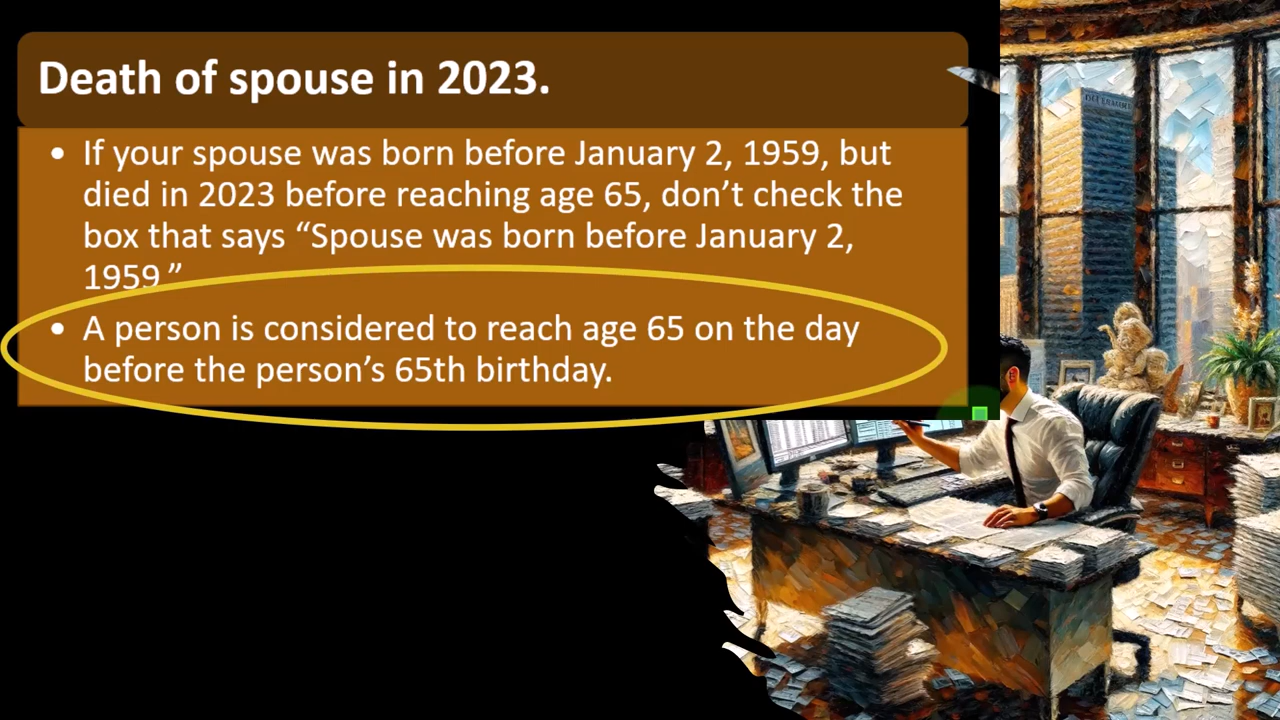 Death of spouse in 2023.
• If your spouse was born before January 2, 1959, but
died in 2023 before reaching age 65, don’t check the
box that says “Spouse was born before January 2,
1959.”
• A person is considered to reach age 65 on the day
before the person’s 65th birthday.